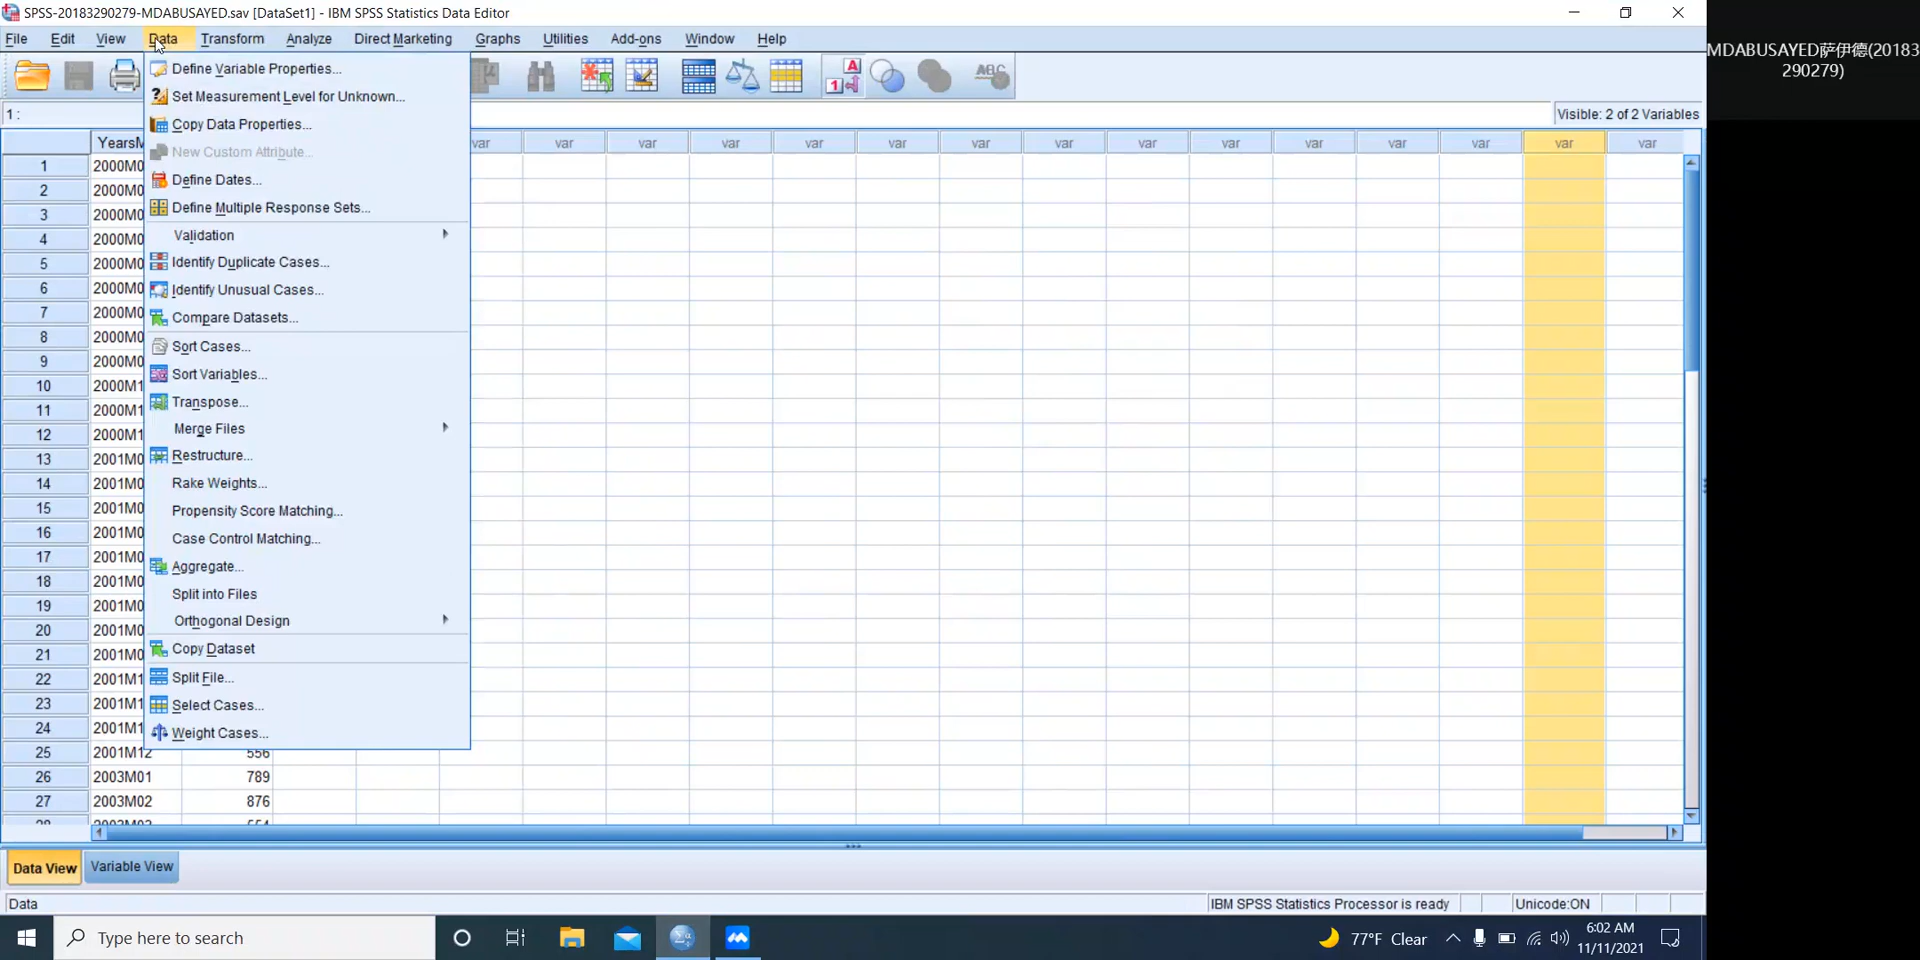 SPSS-20183290279-MDABUSAYED.sav [DataSet1] - IBM SPSS Statistics Data Editor
File Edit View Data Transform Analyze Direct Marketing Graphs Utilities Add-ons Window Help
MDABUSAYED萨伊德(20183
290279)
Define Variable Properties...
Set Measurement Level for Unknown...
Copy Data Properties...
New Custom Attribute...
Define Dates...
Define Multiple Response Sets...
Validation
Identify Duplicate Cases...
Identify Unusual Cases...
Compare Datasets...
Sort Cases...
Sort Variables...
Transpose...
Merge Files
Restructure...
Rake Weights...
Propensity Score Matching...
Case Control Matching...
Aggregate...
Split into Files
Orthogonal Design
Copy Dataset
Split File...
Select Cases...
Weight Cases...
1 :
Visible: 2 of 2 Variables
YearsM var var var var var var var var var var var var var var var
1 2000M0
2 2000M0
3 2000M0
4 2000M0
5 2000M0
6 2000M0
7 2000M0
8 2000M0
9 2000M0
10 2000M1
11 2000M1
12 2000M1
13 2001M0
14 2001M0
15 2001M0
16 2001M0
17 2001M0
18 2001M0
19 2001M0
20 2001M0
21 2001M0
22 2001M1
23 2001M1
24 2001M1
25 2001M12 556
26 2003M01 789
27 2003M02 876
Data View Variable View
Data
IBM SPSS Statistics Processor is ready
Unicode:ON
Type here to search
77°F Clear
6:02 AM
11/11/2021